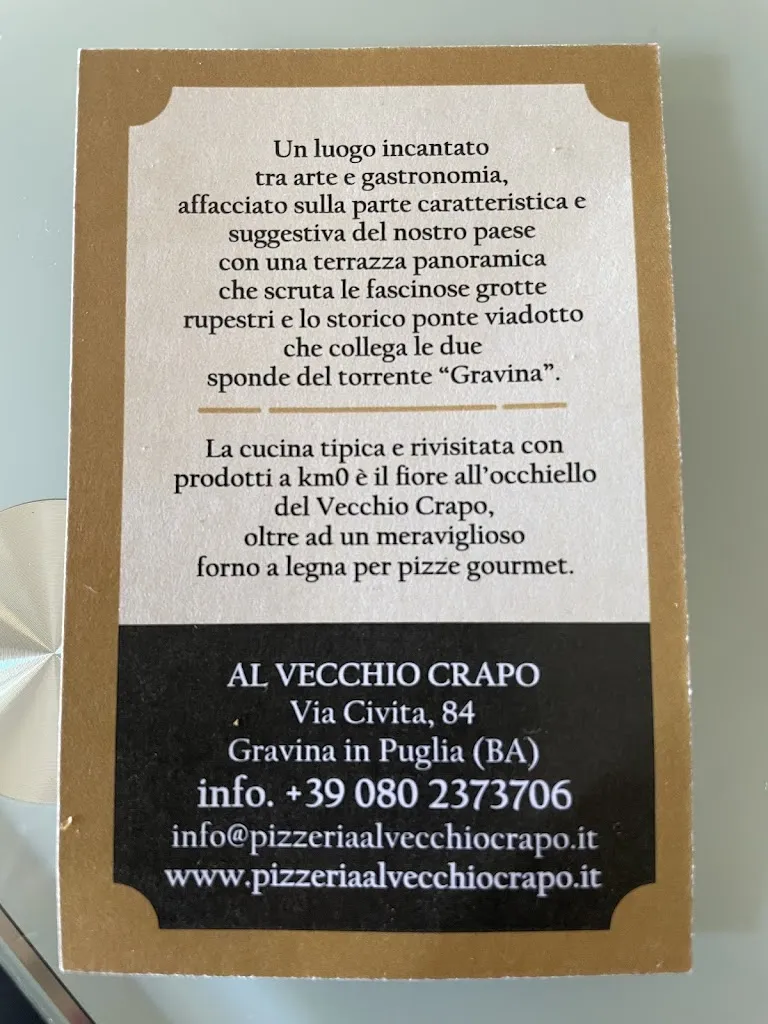 Un luogo incantato
tra arte e gastronomia,
affacciato sulla parte caratteristica e
suggestiva del nostro paese
con una terrazza panoramica
che scruta le fascinose grotte
rupestri e lo storico ponte viadotto
che collega le due
sponde del torrente “Gravina”.
La cucina tipica e rivisitata con
prodotti a km0 è il fiore all’occhiello
del Vecchio Crapo,
oltre ad un meraviglioso
forno a legna per pizze gourmet.
AL VECCHIO CRAPO
Via Civita, 84
Gravina in Puglia (BA)
info. +39 080 2373706
info@pizzeriaalvecchiocrapo.it
www.pizzeriaalvecchiocrapo.it